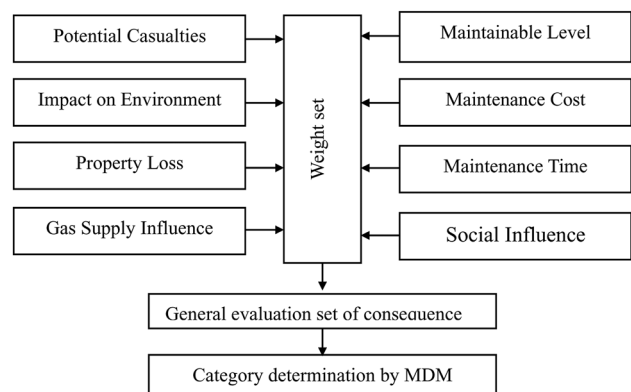 Potential Casualties
Impact on Environment
Property Loss
Gas Supply Influence
Weight set
Maintainable Level
Maintenance Cost
Maintenance Time
Social Influence
General evaluation set of consequence
Category determination by MDM